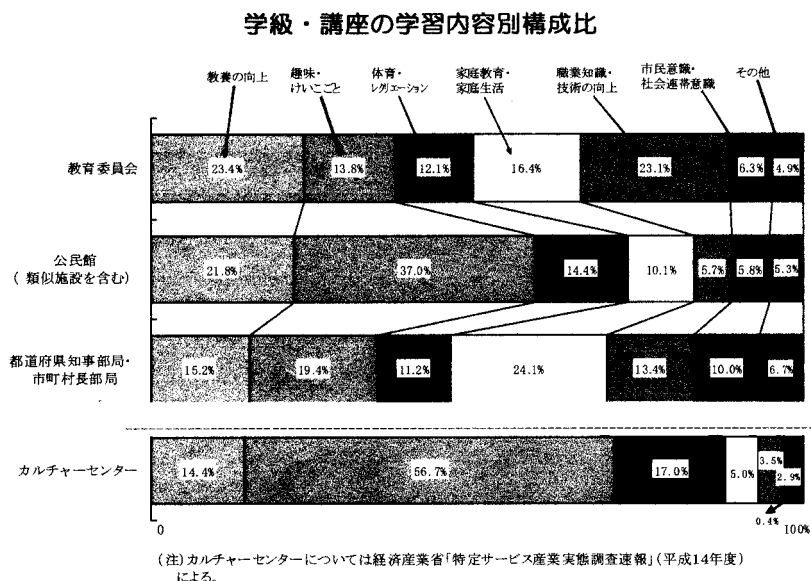 学級・講座の学習内容別構成比
教養の向上
趣味・
けいこごと
体育・
レクリエーション
家庭教育・
家庭生活
職業知識・
技術の向上
市民意識・
社会連帯意識
その他
教育委員会
23.4% 13.8% 12.1% 16.4% 23.1% 6.3% 4.9%
公民館
( 類似施設を含む)
21.8% 37.0% 14.4% 10.1% 5.7% 5.8% 5.3%
都道府県知事部局・
市町村長部局
15.2% 19.4% 11.2% 24.1% 13.4% 10.0% 6.7%
カルチャーセンター
14.4% 56.7% 17.0% 5.0% 3.5% 2.9%
0.4%
0 100%
(注)カルチャーセンターについては経済産業省「特定サービス産業実態調査速報」(平成14年度)
による。